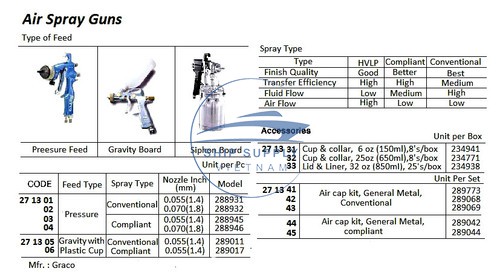 Air Spray Guns
Type of Feed
Preesure Feed Gravity Board Siphon Board
Unit per Pc
CODE Feed Type Spray Type Nozzle Inch (mm) Model
27 13 01 Pressure Conventional 0.055(1.4) 288931
02 0.070(1.8) 288932
03 Compliant 0.055(1.4) 288945
04 0.070(1.8) 288946
27 13 05 Gravity with Plastic Cup Conventional 0.055(1.4) 289011
06 Compliant 0.055(1.4) 289017
Mfr. : Graco
Spray Type
Type HVLP Compliant Conventional
Finish Quality Good Better Best
Transfer Efficiency High High Medium
Fluid Flow Low Medium High
Air Flow High Low Low
Accessories
Unit per Box
27 13 31 Cup & collar, 6 oz (150ml),8's/box 234941
32 Cup & collar, 25oz (650ml),8's/box 234771
33 Lid & Liner, 32 oz (850ml), 25's/box 234938
Unit Per Set
27 13 41 Air cap kit, General Metal, Conventional 289773
42 289068
43 289069
44 Air cap kit, General Metal, compliant 289042
45 289044
SHIP SUPPLY
VIETNAM